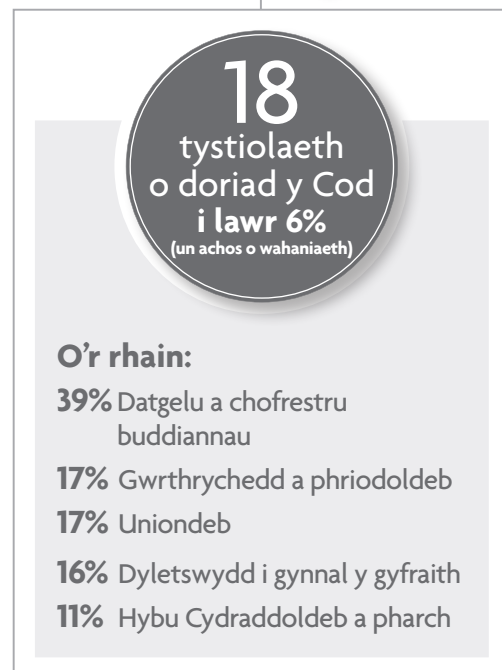 18
tystiolaeth
o doriad y Cod
i lawr 6%
(un achos o wahaniaeth)
O'r rhain:
39% Datgelu a chofrestru
buddiannau
17% Gwrthrychedd a phriodoldeb
17% Uniondeb
16% Dyletswydd i gynnal y gyfraith
11% Hybu Cydraddoldeb a pharch